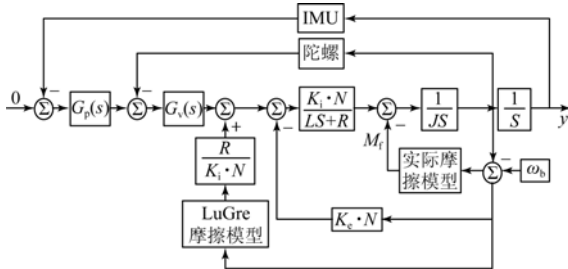 IMU
陀螺
0
Σ
−
G_p(s)
Σ
−
G_v(s)
Σ
+
Σ
−
K_i·N
LS+R
Σ
−
1
JS
1
S
y
M_f
R
K_i·N
实际摩
擦模型
Σ
−
ω_b
LuGre
摩擦模型
K_e·N